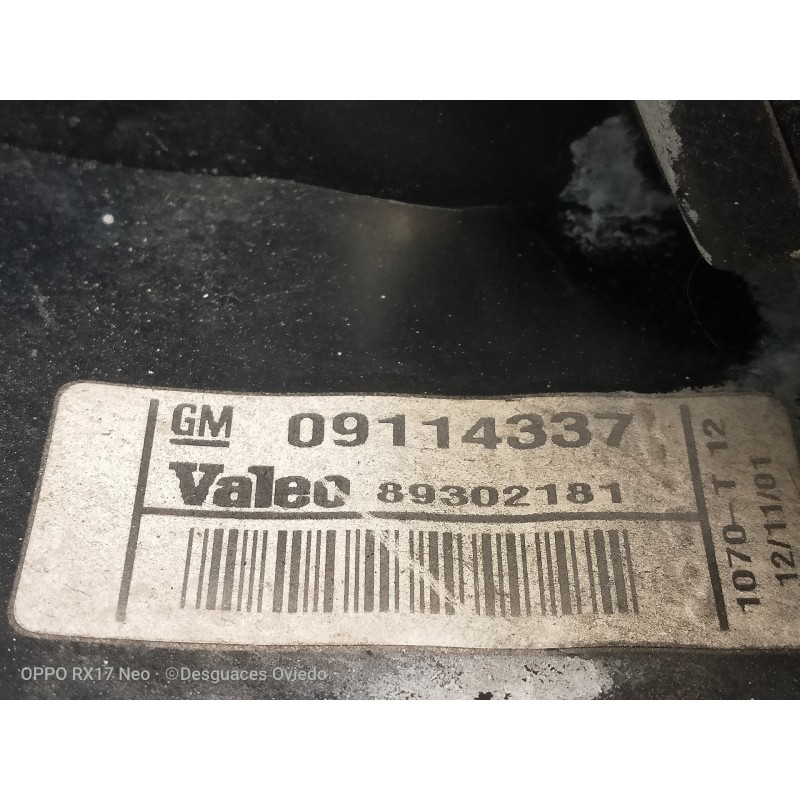 GM 09114337
Valeo 89302181
1070-T 12
12/11/01
OPPO RX17 Neo · ©Desguaces Oviedo